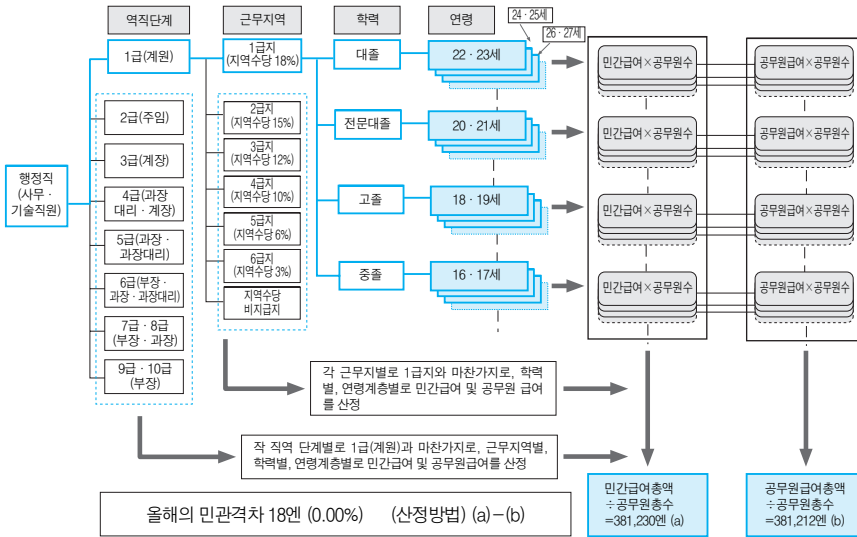 역직단계
근무지역
학력
연령
24 · 25세
26 · 27세
행정직
(사무 ·
기술직원)
1급(계원)
2급(주임)
3급(계장)
4급(과장
대리 · 계장)
5급(과장 ·
과장대리)
6급(부장 ·
과장 · 과장대리)
7급 · 8급
(부장 · 과장)
9급 · 10급
(부장)
1급지
(지역수당 18%)
2급지
(지역수당 15%)
3급지
(지역수당 12%)
4급지
(지역수당 10%)
5급지
(지역수당 6%)
6급지
(지역수당 3%)
지역수당
비지급지
대졸
전문대졸
고졸
중졸
22 · 23세
20 · 21세
18 · 19세
16 · 17세
민간급여×공무원수
공무원급여×공무원수
민간급여×공무원수
공무원급여×공무원수
민간급여×공무원수
공무원급여×공무원수
민간급여×공무원수
공무원급여×공무원수
각 근무지별로 1급지와 마찬가지로, 학력
별, 연령계층별로 민간급여 및 공무원 급여
를 산정
작 직역 단계별로 1급(계원)과 마찬가지로, 근무지역별,
학력별, 연령계층별로 민간급여 및 공무원급여를 산정
민간급여총액
÷공무원총수
=381,230엔 (a)
공무원급여총액
÷공무원총수
=381,212엔 (b)
올해의 민관격차 18엔 (0.00%) (산정방법) (a)−(b)